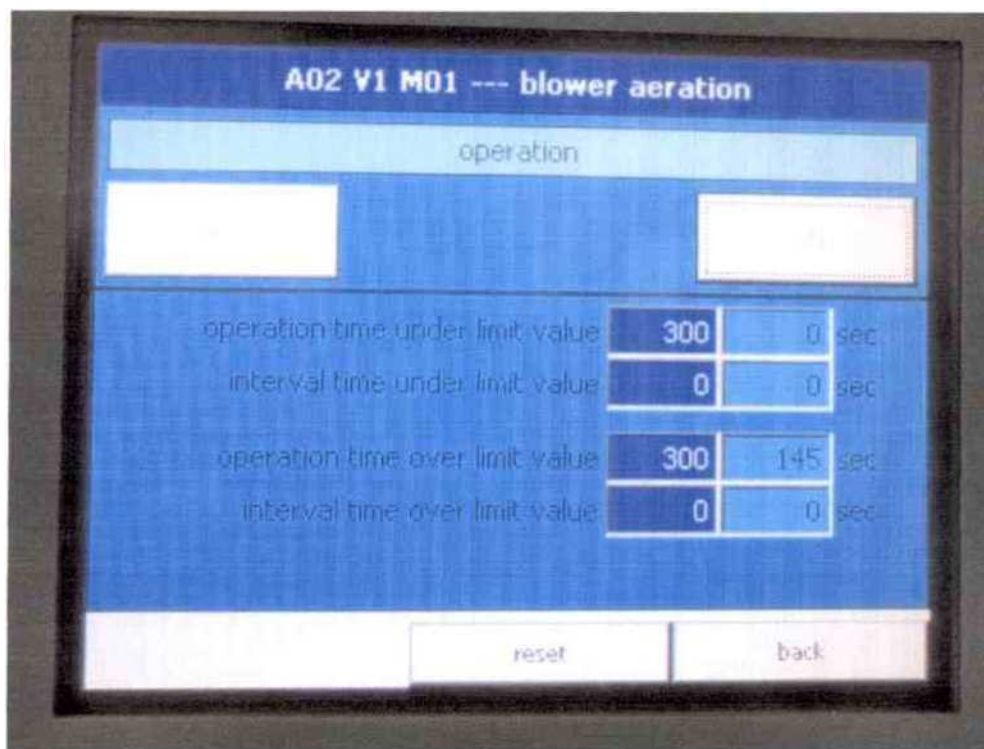 A02 V1 M01 --- blower aeration
operation
operation time under limit value 300 0 sec
interval time under limit value 0 0 sec
operation time over limit value 300 145 sec
interval time over limit value 0 0 sec
reset back